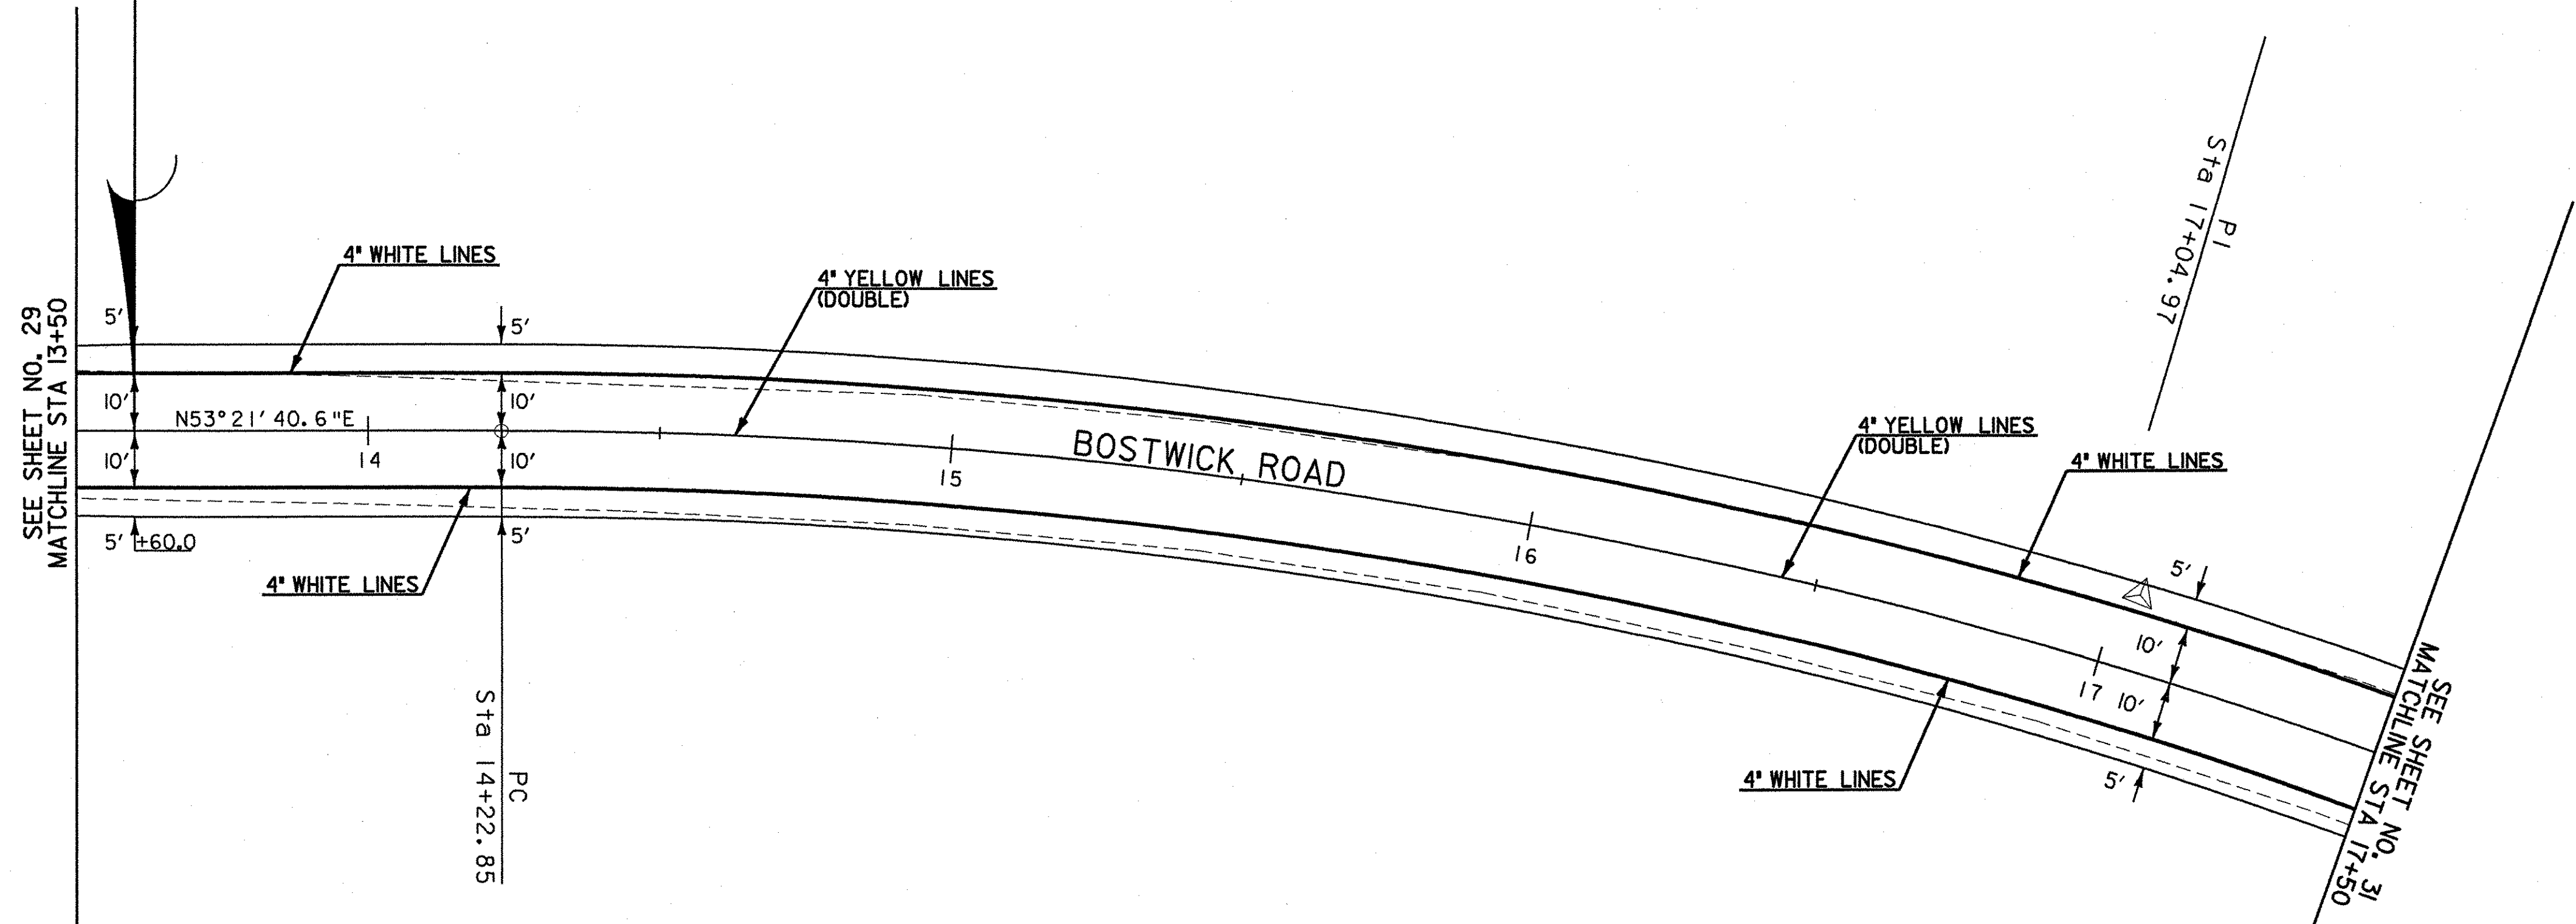 SEE SHEET NO. 29
MATCHLINE STA 13+50
5'
10'
10'
5'
+60.0
N53°21'40.6"E
14
4" WHITE LINES
4" WHITE LINES
5'
10'
10'
5'
PC
Sta 14+22.85
4" YELLOW LINES
(DOUBLE)
15
BOSTWICK ROAD
16
4" YELLOW LINES
(DOUBLE)
4" WHITE LINES
4" WHITE LINES
PI
Sta 17+04.97
5'
10'
17
10'
5'
SEE SHEET NO. 31
MATCHLINE STA 17+50